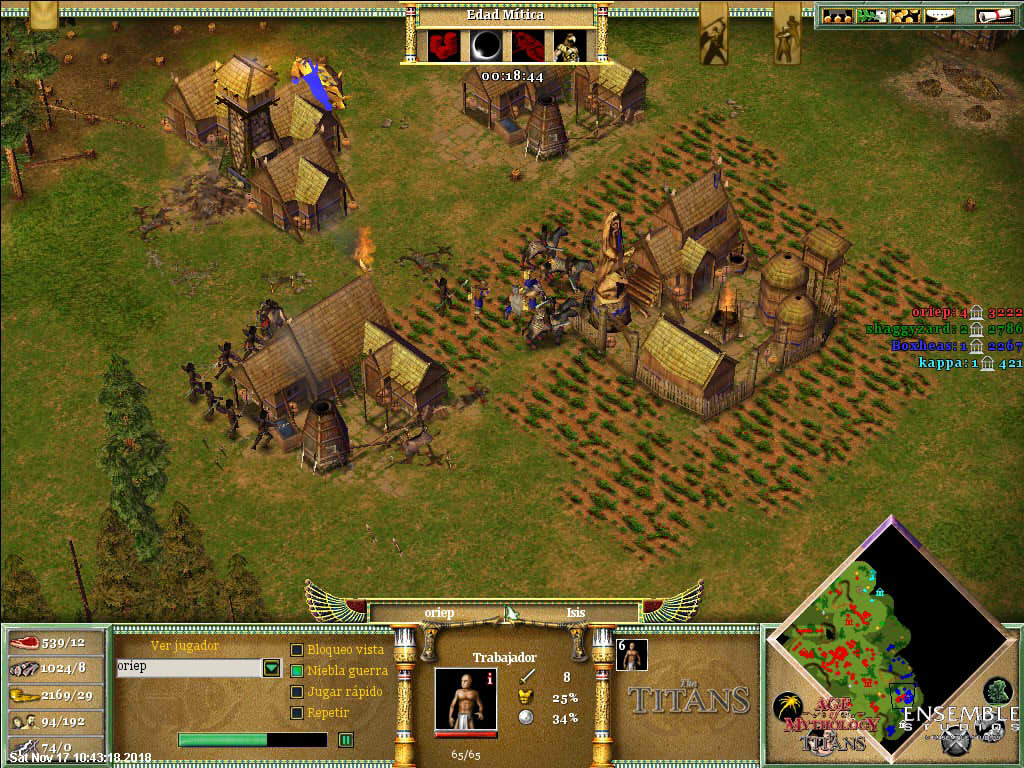 Edad Mítica
00:18:44
oriep: 4 3222
shaggyzard: 2 2786
Boxheas: 1 2267
kappa: 1 421
oriep Isis
539/12
1024/8
2169/29
94/192
74/0
Ver jugador
oriep
Bloqueo vista
Niebla guerra
Jugar rápido
Repetir
Trabajador
i
8
25%
34%
65/65
6
The
TITANS
AGE
OF
MYTHOLOGY
THE
TITANS
ENSEMBLE
STUDIOS
Sat Nov 17 10:43:18 2018